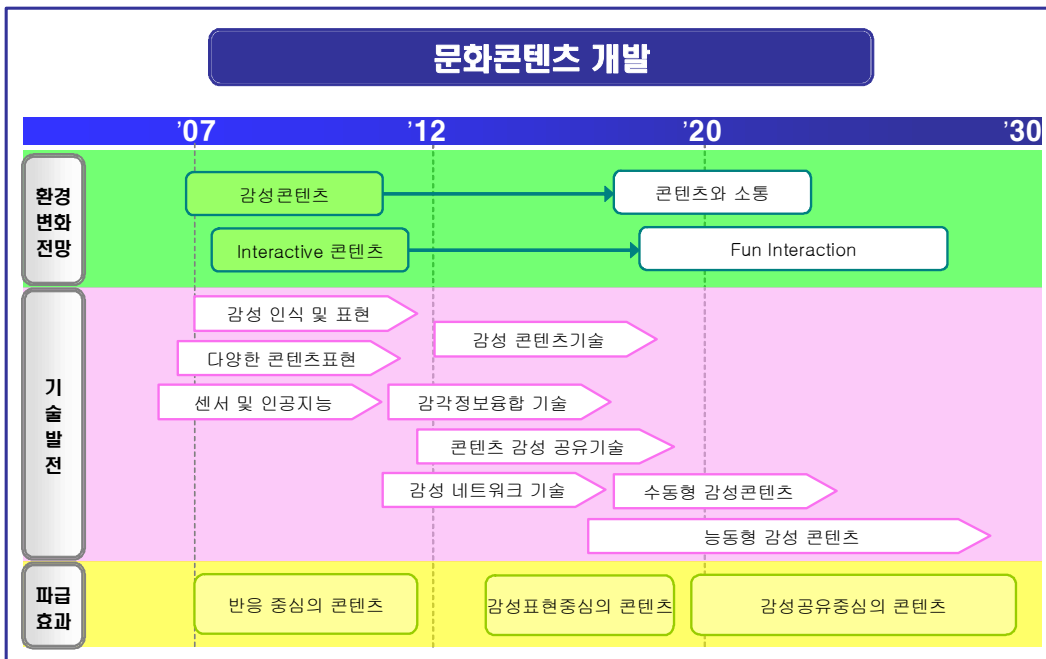 문화콘텐츠 개발
'07 '12 '20 '30
환경
변화
전망
감성콘텐츠
콘텐츠와 소통
Interactive 콘텐츠
Fun Interaction
기
술
발
전
감성 인식 및 표현
감성 콘텐츠기술
다양한 콘텐츠표현
센서 및 인공지능
감각정보융합 기술
콘텐츠 감성 공유기술
감성 네트워크 기술
수동형 감성콘텐츠
능동형 감성 콘텐츠
파급
효과
반응 중심의 콘텐츠
감성표현중심의 콘텐츠
감성공유중심의 콘텐츠